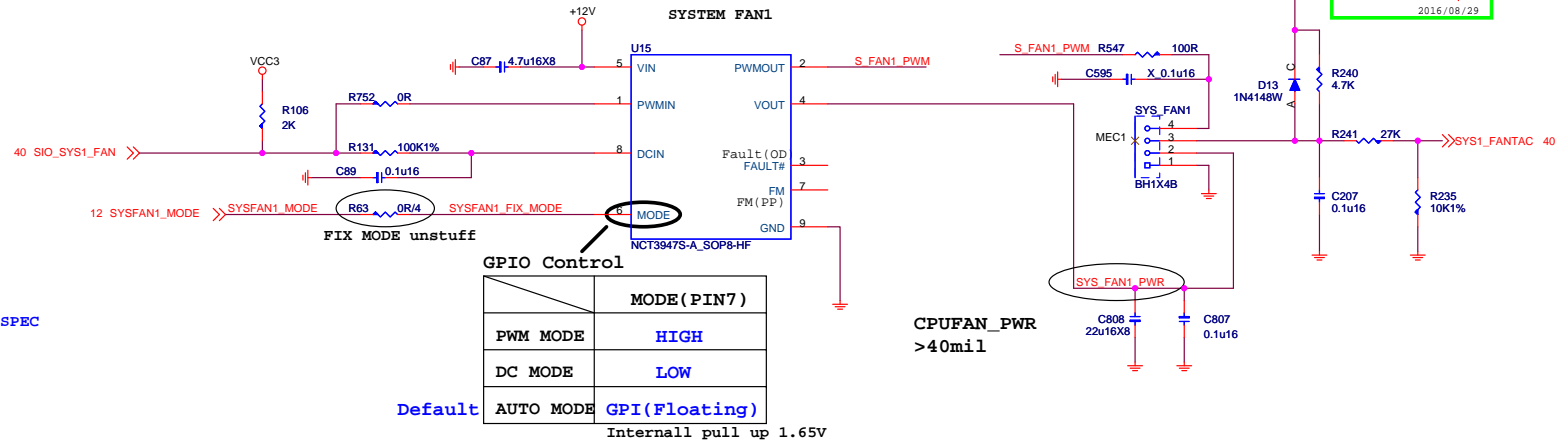 SYSTEM FAN1
2016/08/29
+12V
VCC3
R106
2K
R752 0R
C87 4.7u16X8
U15
5 VIN
PWMOUT 2 S_FAN1_PWM
1 PWMIN
VOUT 4
40 SIO_SYS1_FAN
R131 100K1%
8 DCIN
Fault(OD
FAULT# 3
C89 0.1u16
FM 7
FM(PP)
12 SYSFAN1_MODE
SYSFAN1_MODE R63 0R/4 SYSFAN1_FIX_MODE
6 MODE
GND 9
FIX MODE unstuff
NCT3947S-A_SOP8-HF
S_FAN1_PWM R547 100R
C595 X_0.1u16
SYS_FAN1
MEC1
4
3
2
1
BH1X4B
D13
1N4148W
C
A
R240
4.7K
R241 27K
SYS1_FANTAC 40
C207
0.1u16
R235
10K1%
SYS_FAN1_PWR
C808
22u16X8
C807
0.1u16
CPUFAN_PWR
>40mil
SPEC
GPIO Control
MODE(PIN7)
PWM MODE HIGH
DC MODE LOW
Default AUTO MODE GPI(Floating)
Internall pull up 1.65V